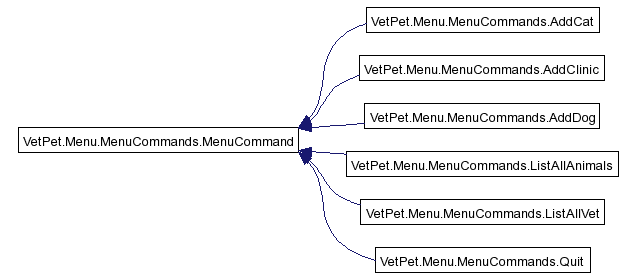 VetPet.Menu.MenuCommands.AddCat
VetPet.Menu.MenuCommands.AddClinic
VetPet.Menu.MenuCommands.AddDog
VetPet.Menu.MenuCommands.MenuCommand
VetPet.Menu.MenuCommands.ListAllAnimals
VetPet.Menu.MenuCommands.ListAllVet
VetPet.Menu.MenuCommands.Quit